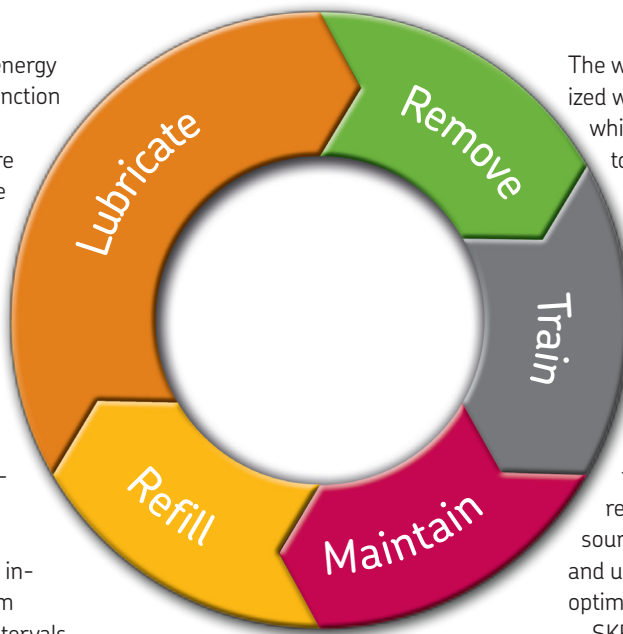 energy
nction
re
e
-
in-
m
tervals
Lubricate
Remove
Train
Maintain
Refill
The w
ized w
whi
to
re
sour
and u
optim
SKF